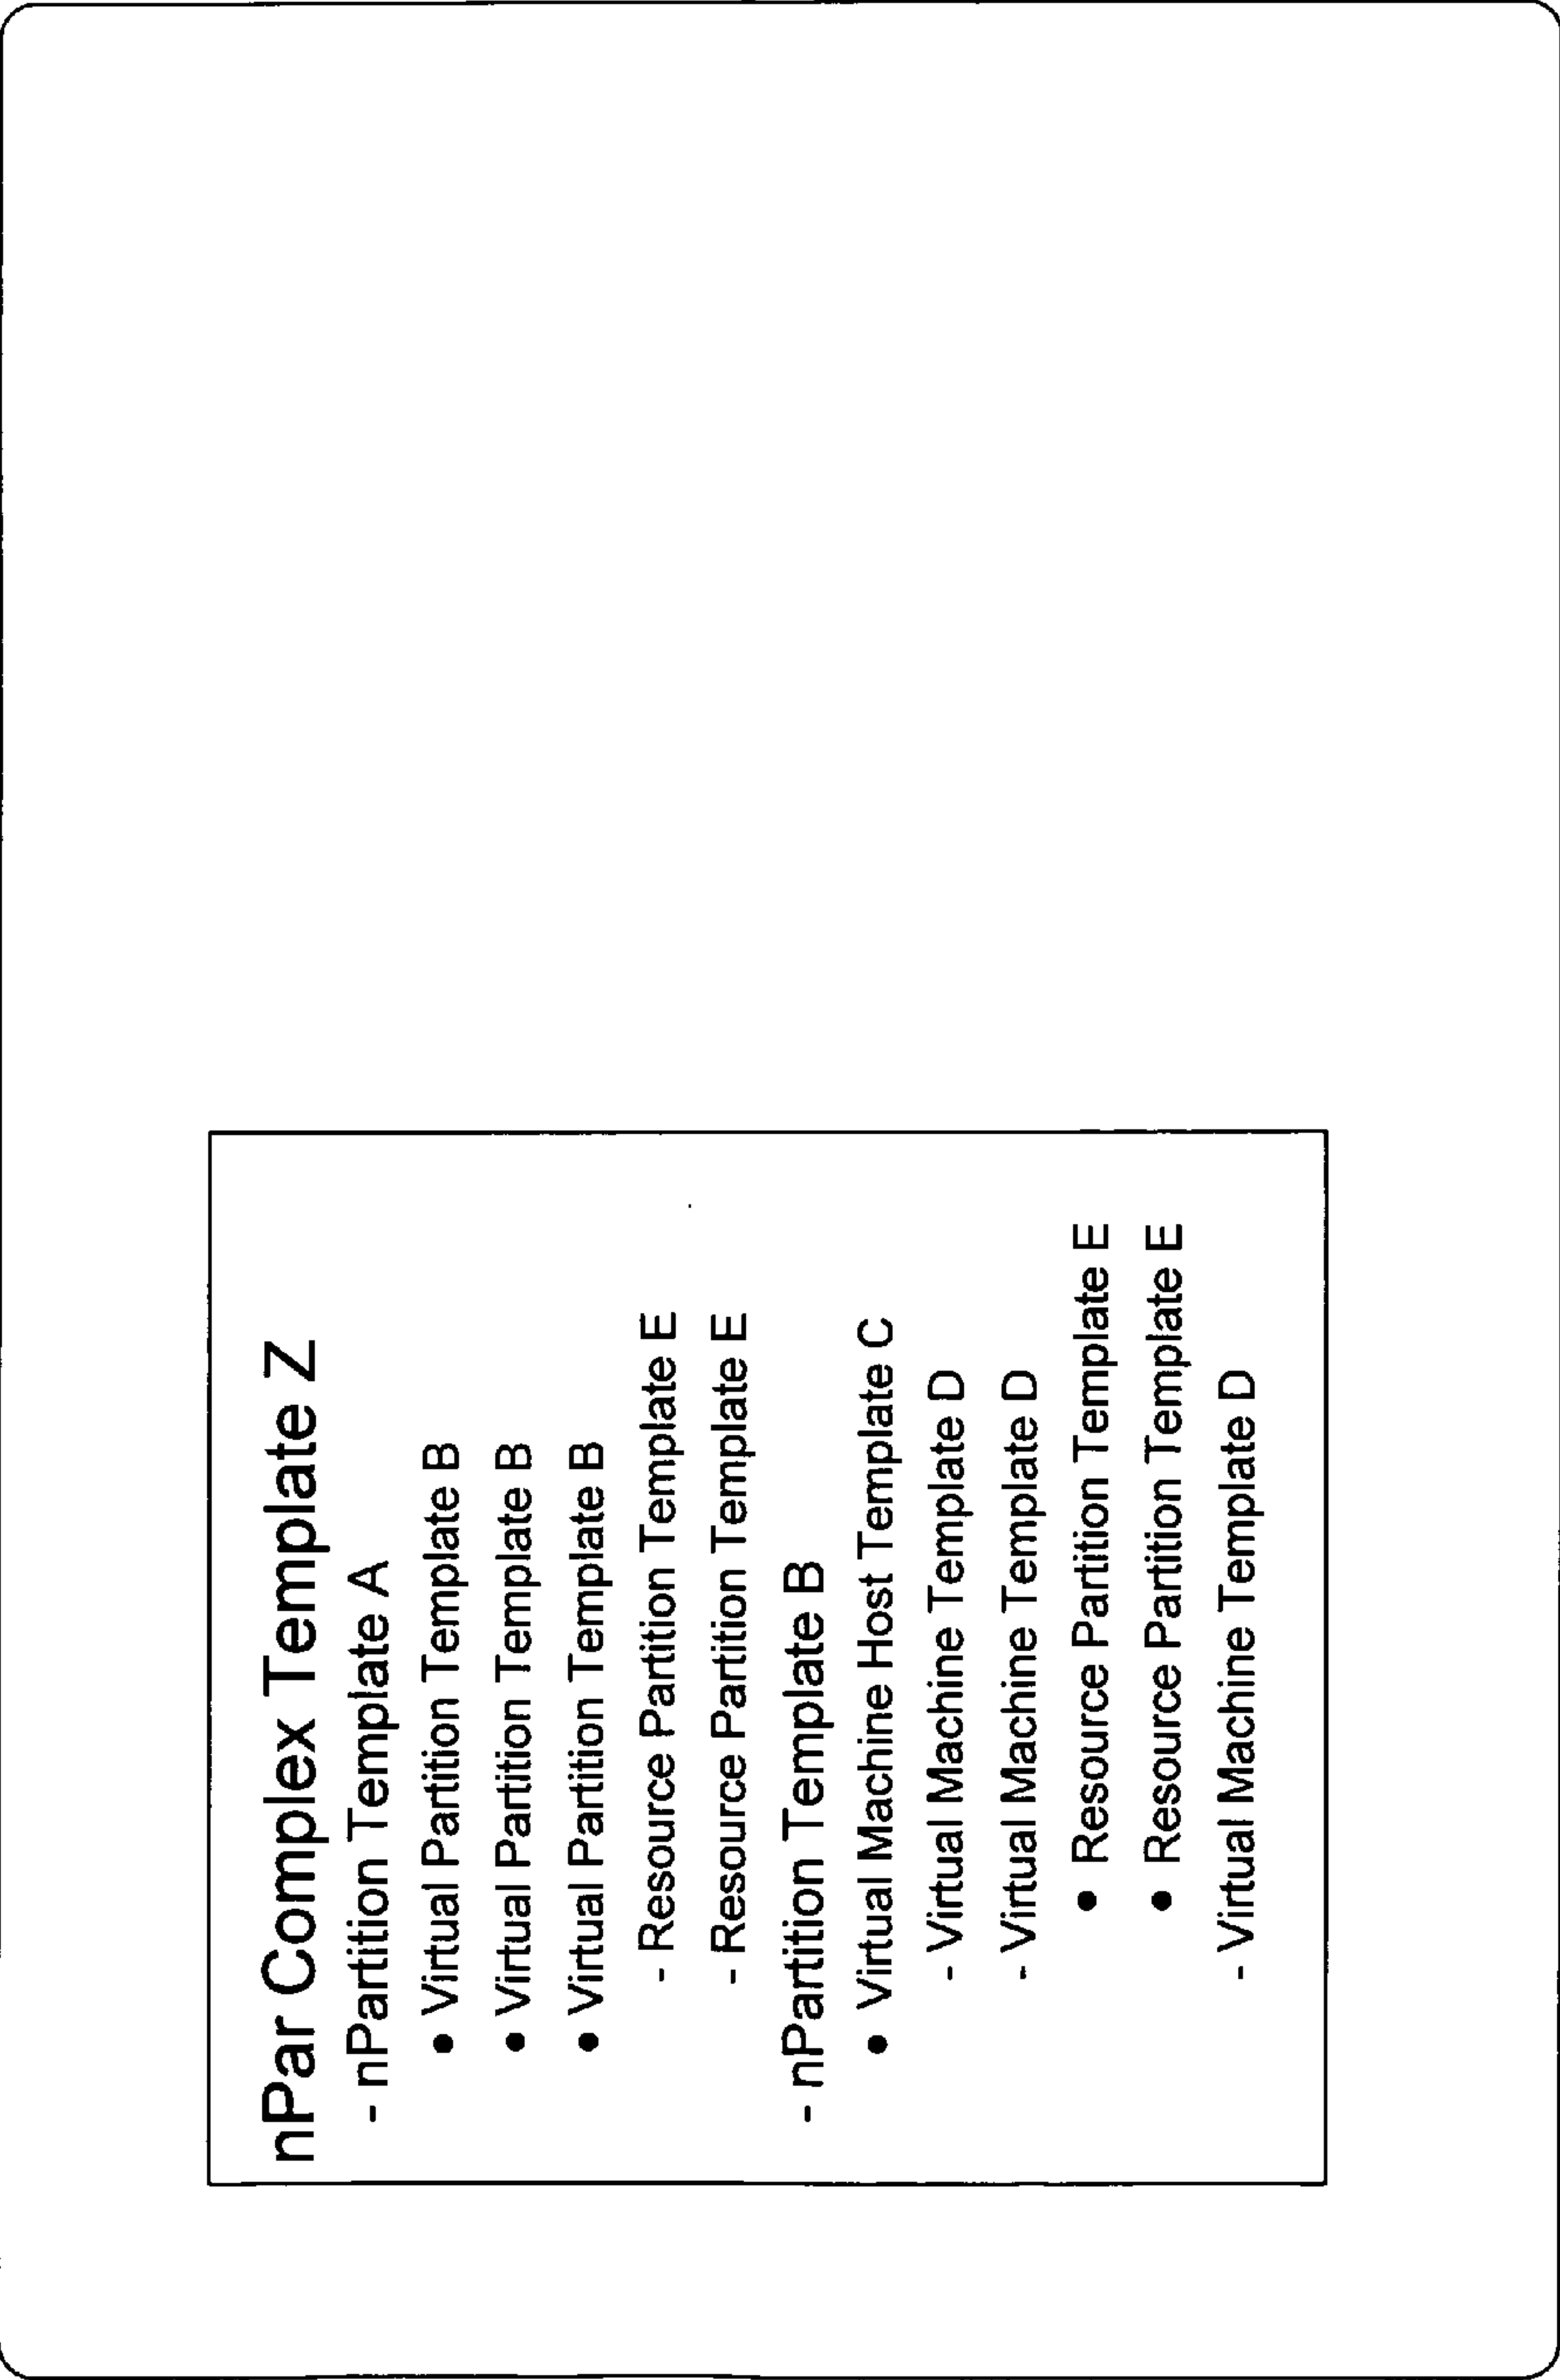 nPar Complex Template Z
- nPartition Template A
• Virtual Partition Template B
• Virtual Partition Template B
• Virtual Partition Template B
- Resource Partition Template E
- Resource Partition Template E
- nPartition Template B
• Virtual Machine Host Template C
- Virtual Machine Template D
- Virtual Machine Template D
• Resource Partition Template E
• Resource Partition Template E
- Virtual Machine Template D